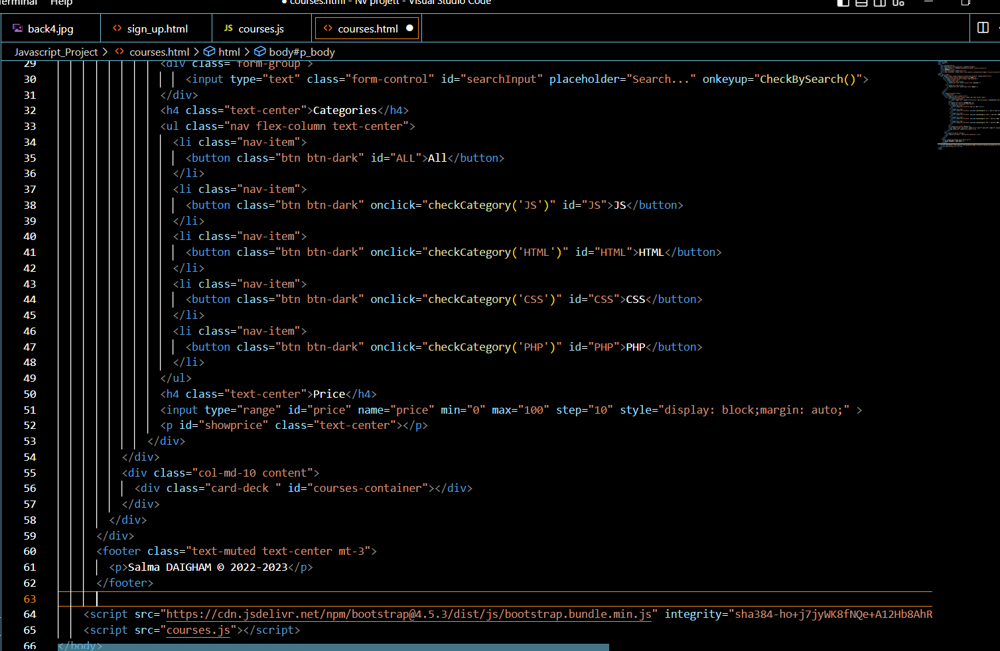 Terminal Help ● courses.html - Nv projett - Visual Studio Code
back4.jpg <> sign_up.html JS courses.js <> courses.html ●
Javascript_Project > <> courses.html > html > body#p_body
29 <div class="form-group">
30 <input type="text" class="form-control" id="searchInput" placeholder="Search..." onkeyup="CheckBySearch()">
31 </div>
32 <h4 class="text-center">Categories</h4>
33 <ul class="nav flex-column text-center">
34 <li class="nav-item">
35 <button class="btn btn-dark" id="ALL">All</button>
36 </li>
37 <li class="nav-item">
38 <button class="btn btn-dark" onclick="checkCategory('JS')" id="JS">JS</button>
39 </li>
40 <li class="nav-item">
41 <button class="btn btn-dark" onclick="checkCategory('HTML')" id="HTML">HTML</button>
42 </li>
43 <li class="nav-item">
44 <button class="btn btn-dark" onclick="checkCategory('CSS')" id="CSS">CSS</button>
45 </li>
46 <li class="nav-item">
47 <button class="btn btn-dark" onclick="checkCategory('PHP')" id="PHP">PHP</button>
48 </li>
49 </ul>
50 <h4 class="text-center">Price</h4>
51 <input type="range" id="price" name="price" min="0" max="100" step="10" style="display: block;margin: auto;" >
52 <p id="showprice" class="text-center"></p>
53 </div>
54 </div>
55 <div class="col-md-10 content">
56 <div class="card-deck " id="courses-container"></div>
57 </div>
58 </div>
59 </div>
60 <footer class="text-muted text-center mt-3">
61 <p>Salma DAIGHAM © 2022-2023</p>
62 </footer>
63
64 <script src="https://cdn.jsdelivr.net/npm/bootstrap@4.5.3/dist/js/bootstrap.bundle.min.js" integrity="sha384-ho+j7jyWK8fNQe+A12Hb8AhR
65 <script src="courses.js"></script>
66 </body>